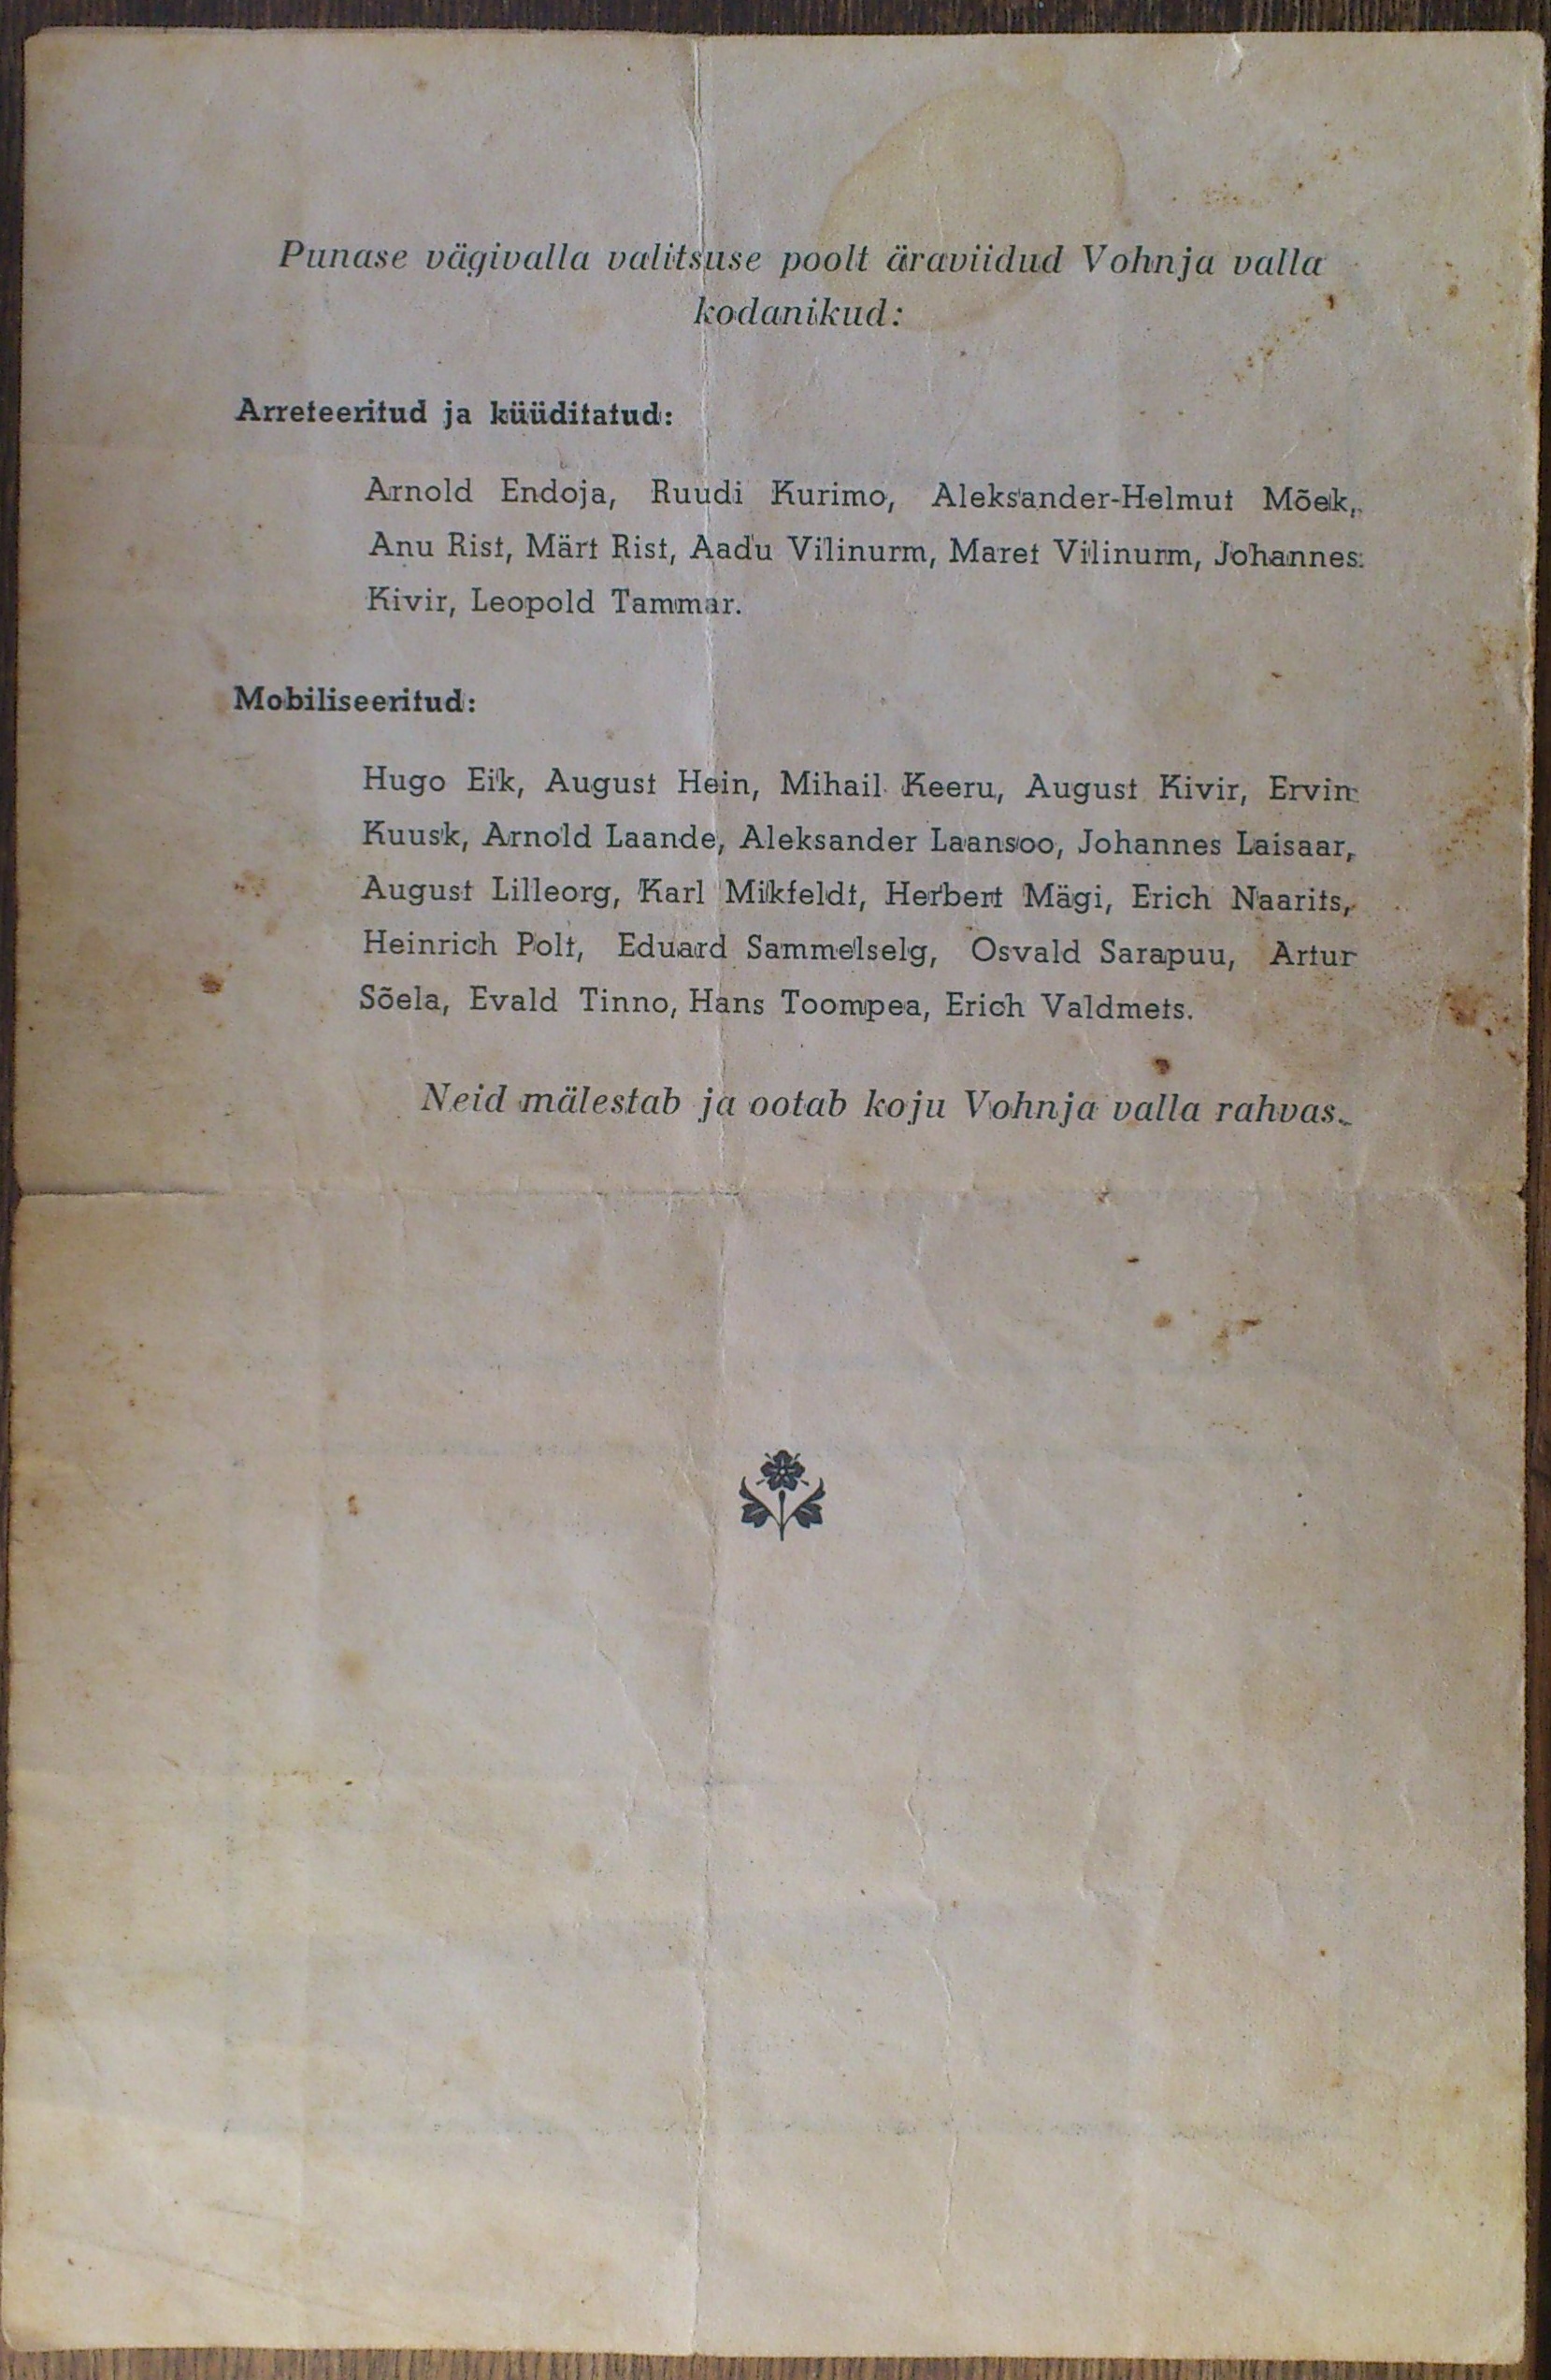 Punase vägivalla valitsuse poolt äraviidud Vohnja valla
kodanikud:
Arreteeritud ja küüditatud:
Arnold Endoja, Ruudi Kurimo, Aleksander-Helmut Mõek,
Anu Rist, Märt Rist, Aadu Vilinurm, Maret Vilinurm, Johannes
Kivir, Leopold Tammar.
Mobiliseeritud:
Hugo Eik, August Hein, Mihail Keeru, August Kivir, Ervin
Kuusk, Arnold Laande, Aleksander Laansoo, Johannes Laisaar,
August Lilleorg, Karl Mikfeldt, Herbert Mägi, Erich Naarits,
Heinrich Polt, Eduard Sammelselg, Osvald Sarapuu, Artur
Sõela, Evald Tinno, Hans Toompea, Erich Valdmets.
Neid mälestab ja ootab koju Vohnja valla rahvas.